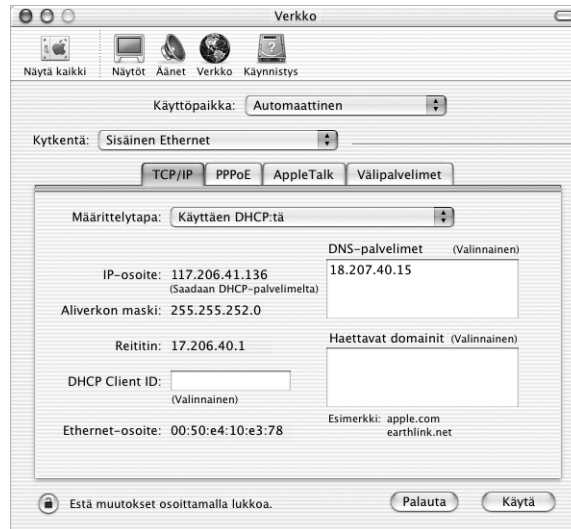 Verkko
Näytä kaikki Näytöt Äänet Verkko Käynnistys
Käyttöpaikka: Automaattinen
Kytkentä: Sisäinen Ethernet
TCP/IP PPPoE AppleTalk Välipalvelimet
Määrittelytapa: Käyttäen DHCP:tä
DNS-palvelimet (Valinnainen)
18.207.40.15
IP-osoite: 117.206.41.136
(Saadaan DHCP-palvelimelta)
Aliverkon maski: 255.255.252.0
Reititin: 17.206.40.1
Haettavat domainit (Valinnainen)
DHCP Client ID:
(Valinnainen)
Esimerkki: apple.com
earthlink.net
Ethernet-osoite: 00:50:e4:10:e3:78
Estä muutokset osoittamalla lukkoa.
Palauta Käytä